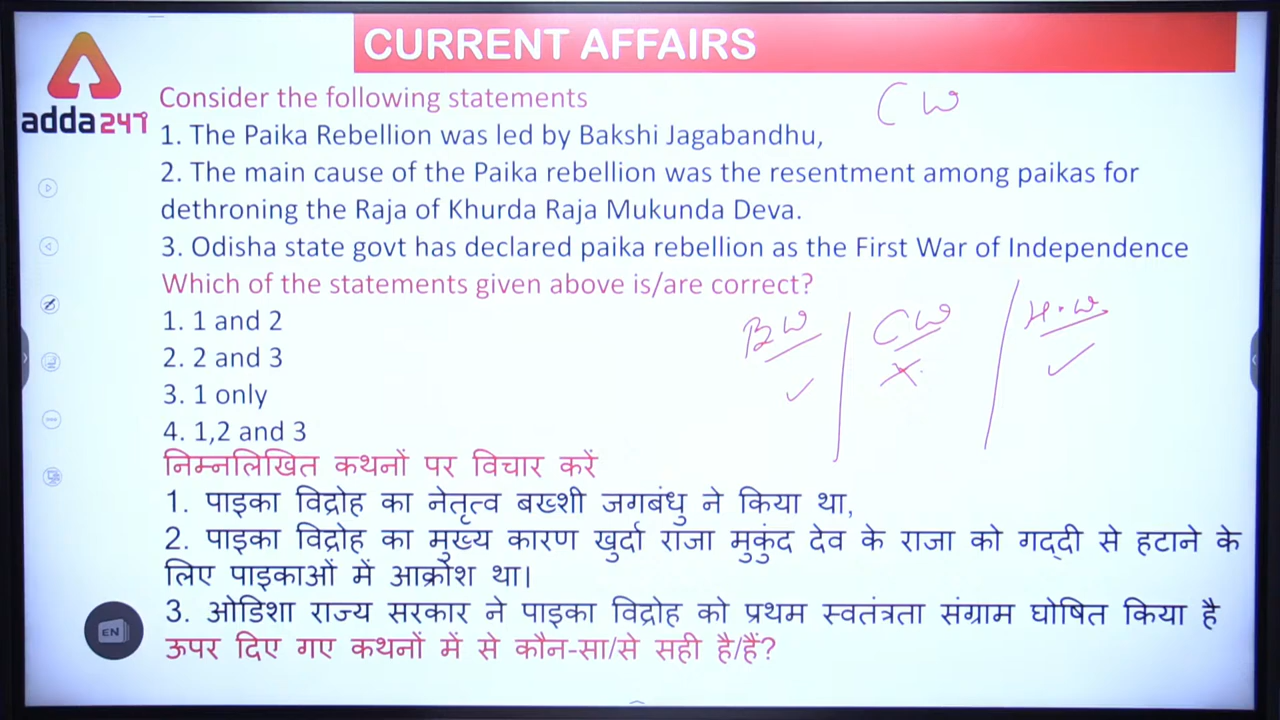 CURRENT AFFAIRS
adda247
Consider the following statements
C W
1. The Paika Rebellion was led by Bakshi Jagabandhu,
2. The main cause of the Paika rebellion was the resentment among paikas for
dethroning the Raja of Khurda Raja Mukunda Deva.
3. Odisha state govt has declared paika rebellion as the First War of Independence
Which of the statements given above is/are correct?
1. 1 and 2
2. 2 and 3
3. 1 only
4. 1,2 and 3
BW CW H.W
निम्नलिखित कथनों पर विचार करें
1. पाइका विद्रोह का नेतृत्व बख्शी जगबंधु ने किया था,
2. पाइका विद्रोह का मुख्य कारण खुर्दा राजा मुकुंद देव के राजा को गद्दी से हटाने के
लिए पाइकाओं में आक्रोश था।
3. ओडिशा राज्य सरकार ने पाइका विद्रोह को प्रथम स्वतंत्रता संग्राम घोषित किया है
ऊपर दिए गए कथनों में से कौन-सा/से सही है/हैं?
EN